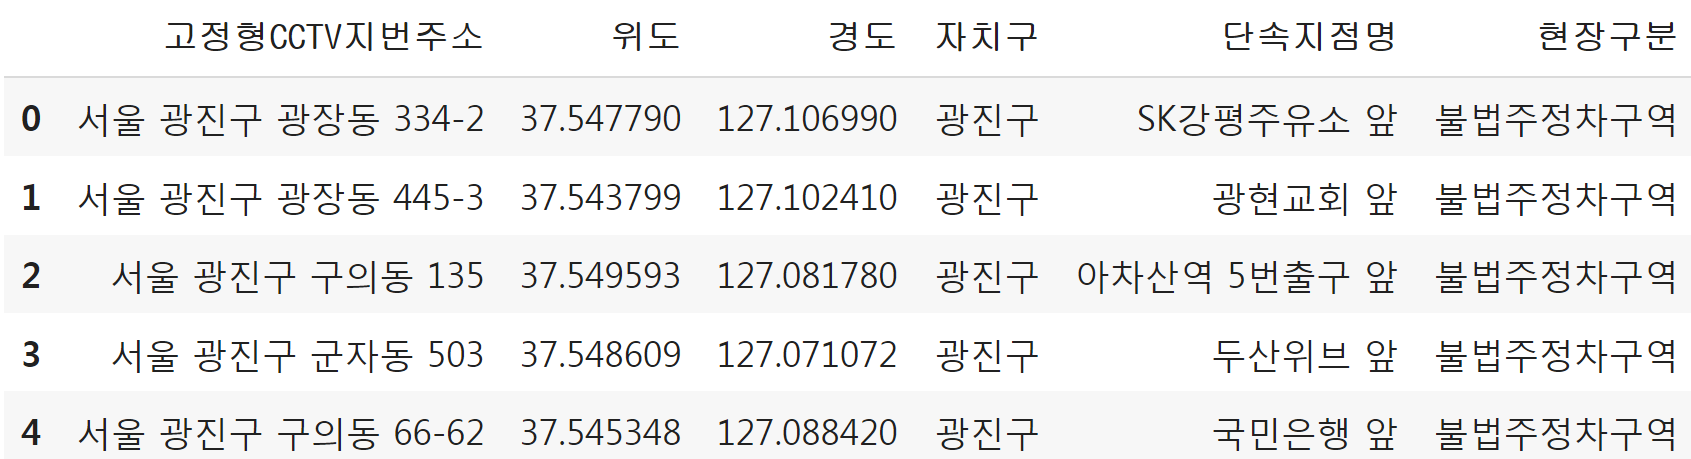 고정형CCTV지번주소 위도 경도 자치구 단속지점명 현장구분
0 서울 광진구 광장동 334-2 37.547790 127.106990 광진구 SK강평주유소 앞 불법주정차구역
1 서울 광진구 광장동 445-3 37.543799 127.102410 광진구 광현교회 앞 불법주정차구역
2 서울 광진구 구의동 135 37.549593 127.081780 광진구 아차산역 5번출구 앞 불법주정차구역
3 서울 광진구 군자동 503 37.548609 127.071072 광진구 두산위브 앞 불법주정차구역
4 서울 광진구 구의동 66-62 37.545348 127.088420 광진구 국민은행 앞 불법주정차구역